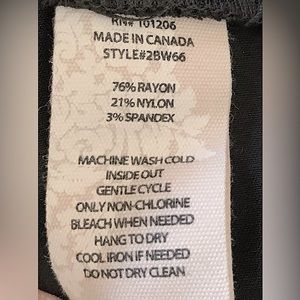 RN# 101206
MADE IN CANADA
STYLE#2BW66
76% RAYON
21% NYLON
3% SPANDEX
MACHINE WASH COLD
INSIDE OUT
GENTLE CYCLE
ONLY NON-CHLORINE
BLEACH WHEN NEEDED
HANG TO DRY
COOL IRON IF NEEDED
DO NOT DRY CLEAN